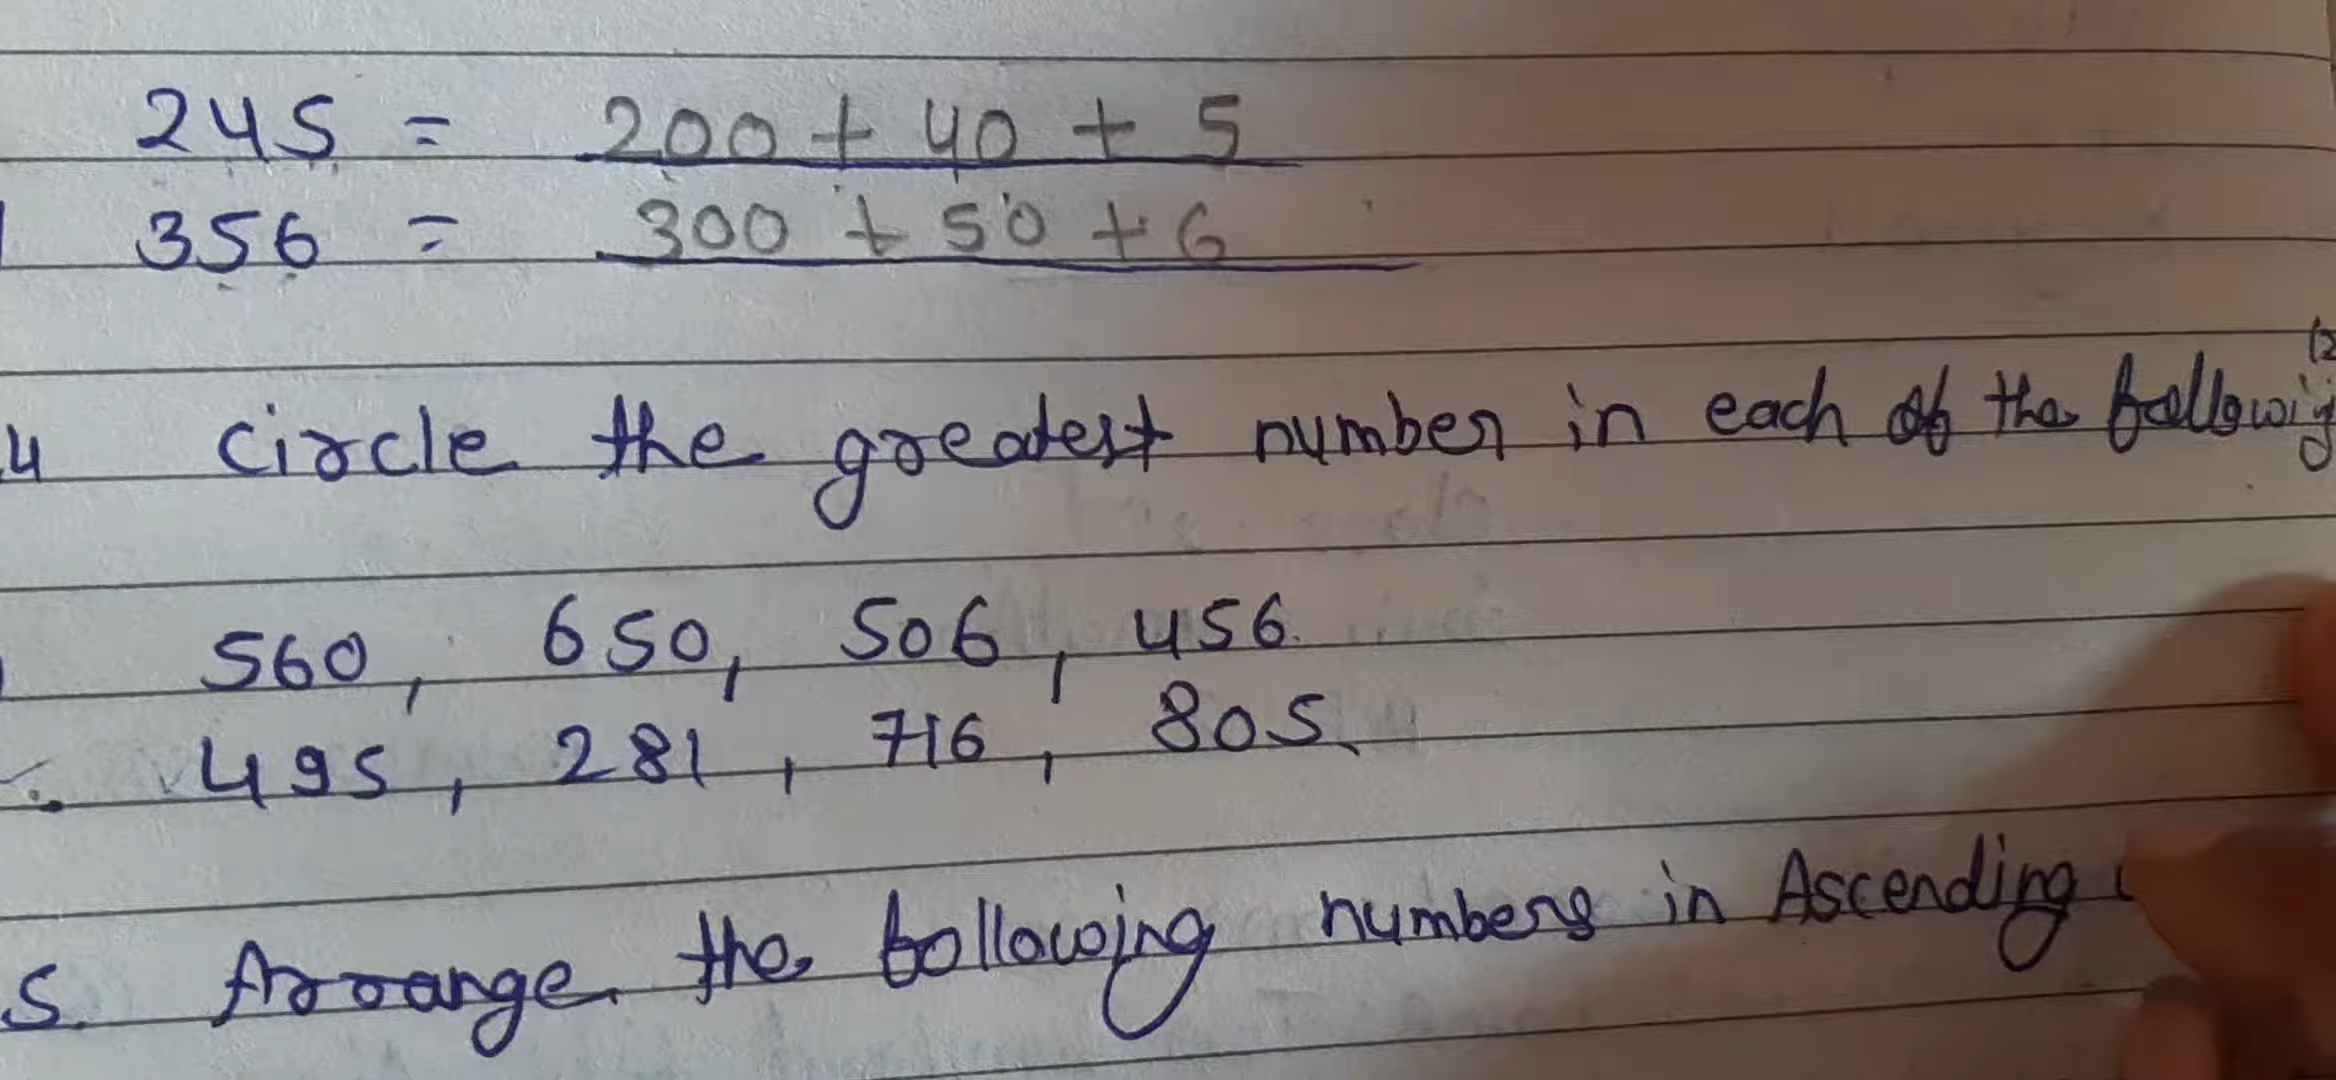 245 = 200 + 40 + 5
356 = 300 + 50 + 6
4 Circle the greatest number in each of the followig
560, 650, 506, 456.
495, 281, 716, 805.
5. Arrange the following numbers in Ascending